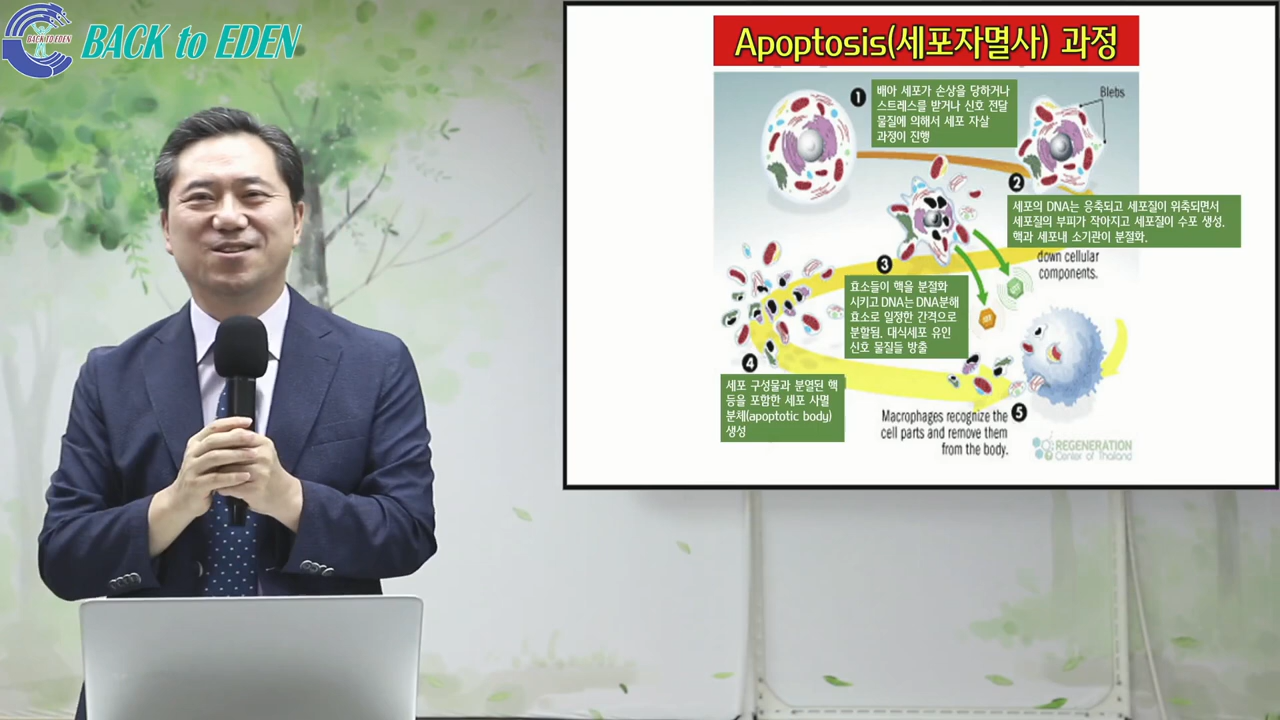 BACK TO EDEN
BACK to EDEN
Apoptosis(세포자멸사) 과정
1
배아 세포가 손상을 당하거나
스트레스를 받거나 신호 전달
물질에 의해서 세포 자살
과정이 진행
Blebs
2
세포의 DNA는 응축되고 세포질이 위축되면서
세포질의 부피가 작아지고 세포질이 수포 생성.
핵과 세포내 소기관이 분절화.
down cellular
components.
3
효소들이 핵을 분절화
시키고 DNA는 DNA분해
효소로 일정한 간격으로
분할됨. 대식세포 유인
신호 물질들 방출
4
세포 구성물과 분열된 핵
등을 포함한 세포 사멸
분체(apoptotic body)
생성
Macrophages recognize the
cell parts and remove them
from the body.
5
REGENERATION
Center of Thailand